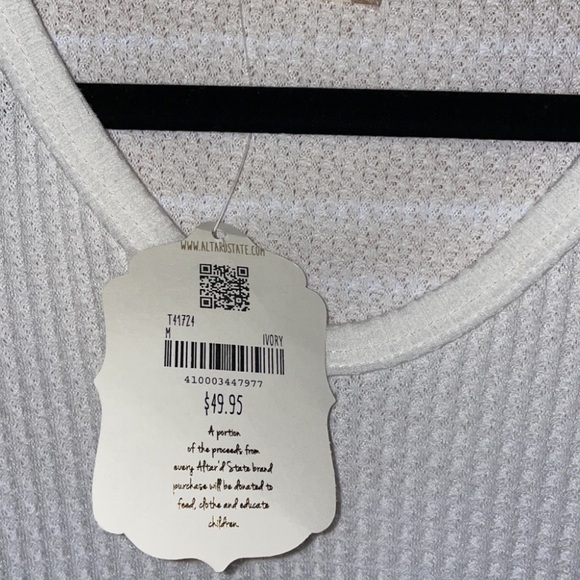 WWW.ALTARDSTATE.COM
T41724
M IVORY
410003447977
$49.95
A portion
of the proceeds from
every Altar'd State brand
purchase will be donated to
feed, clothe and educate
children.